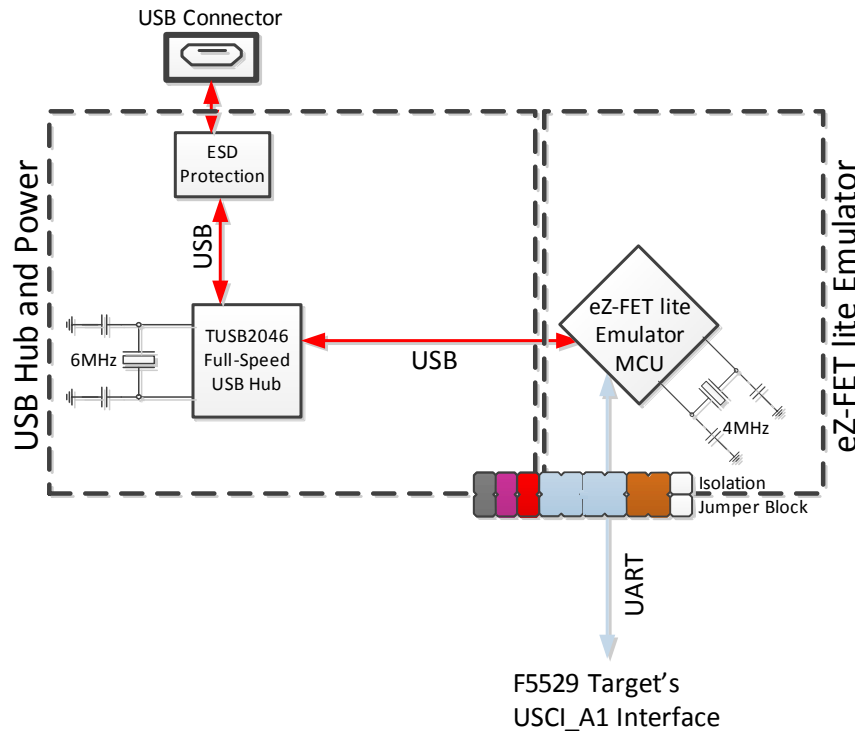 USB Connector
ESD
Protection
USB
USB Hub and Power
6MHz
TUSB2046
Full-Speed
USB Hub
USB
eZ-FET lite
Emulator
MCU
4MHz
eZ-FET lite Emulator
Isolation
Jumper Block
UART
F5529 Target’s
USCI_A1 Interface